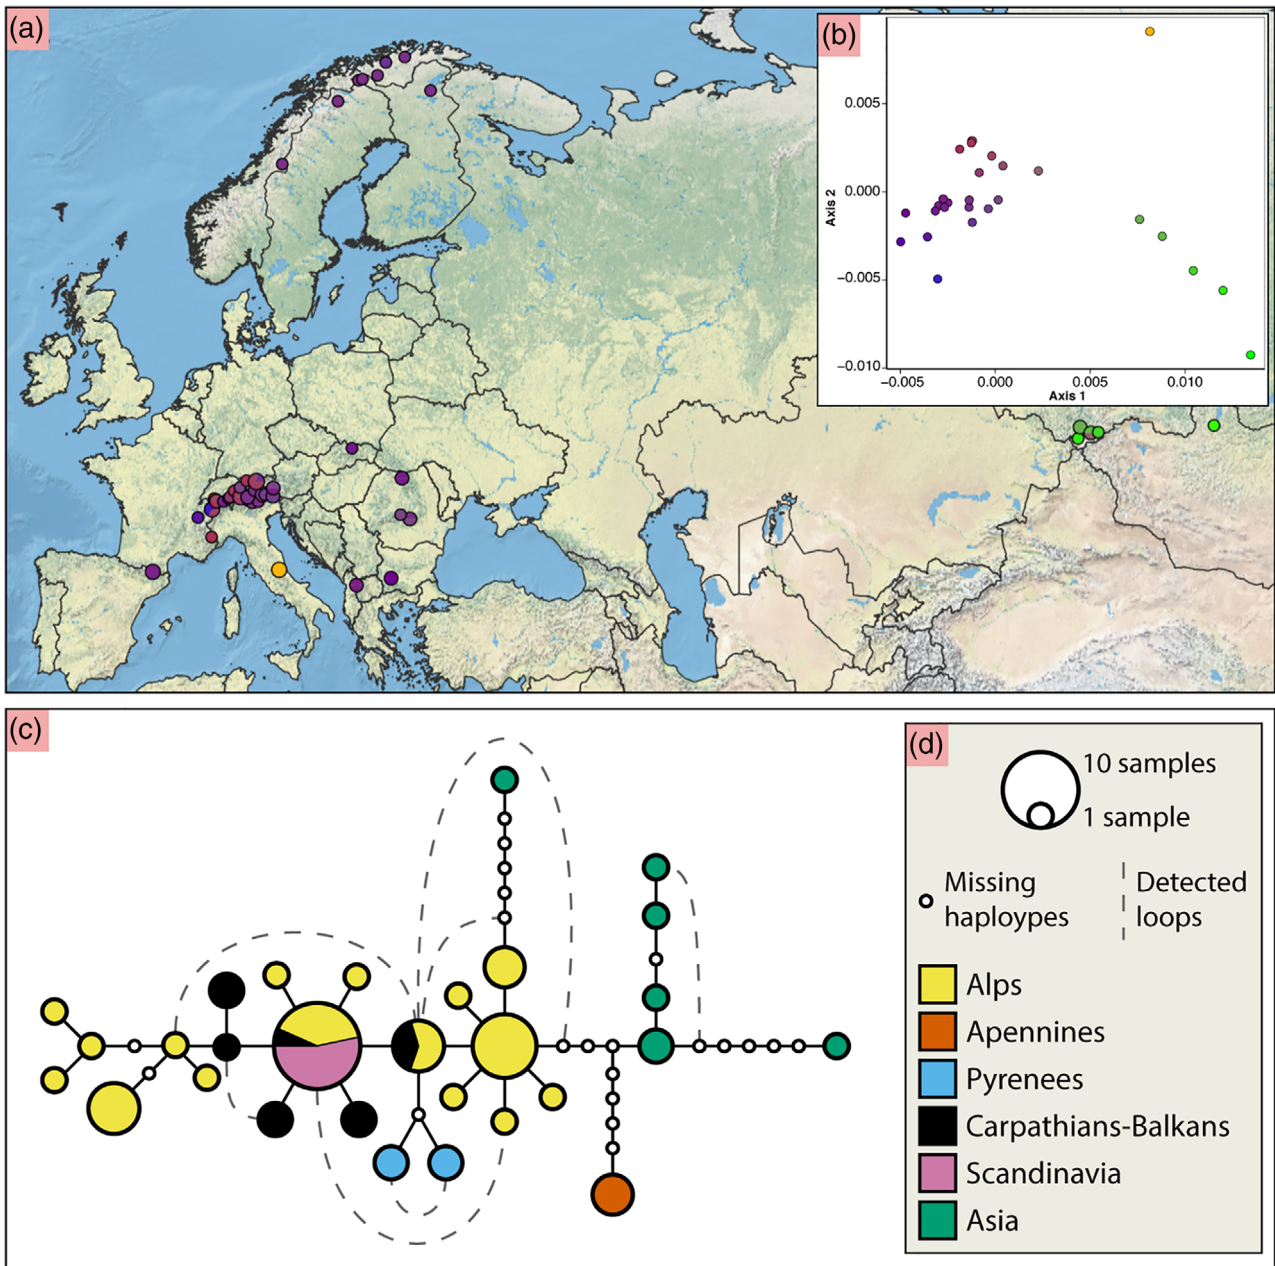 (a)
(b)
0.005
0.000
−0.005
−0.010
Axis 2
−0.005
0.000
0.005
0.010
Axis 1
(c)
(d)
10 samples
1 sample
Missing
haploypes
Detected
loops
Alps
Apennines
Pyrenees
Carpathians-Balkans
Scandinavia
Asia